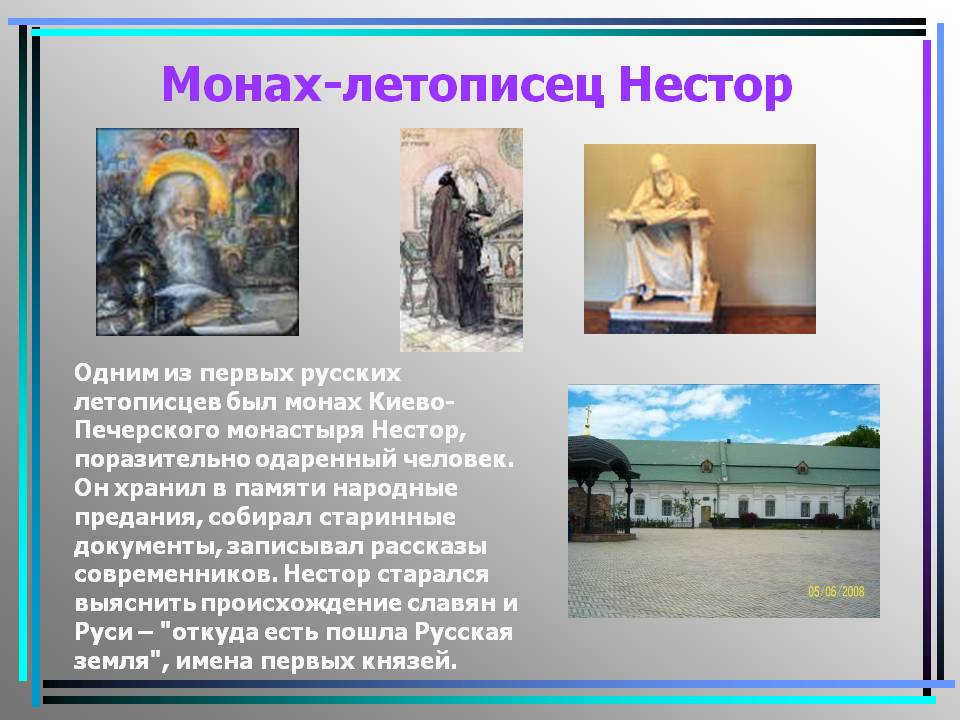 Монах-летописец Нестор
Одним из первых русских
летописцев был монах Киево-
Печерского монастыря Нестор,
поразительно одаренный человек.
Он хранил в памяти народные
предания, собирал старинные
документы, записывал рассказы
современников. Нестор старался
выяснить происхождение славян и
Руси – "откуда есть пошла Русская
земля", имена первых князей.
05/06/2008